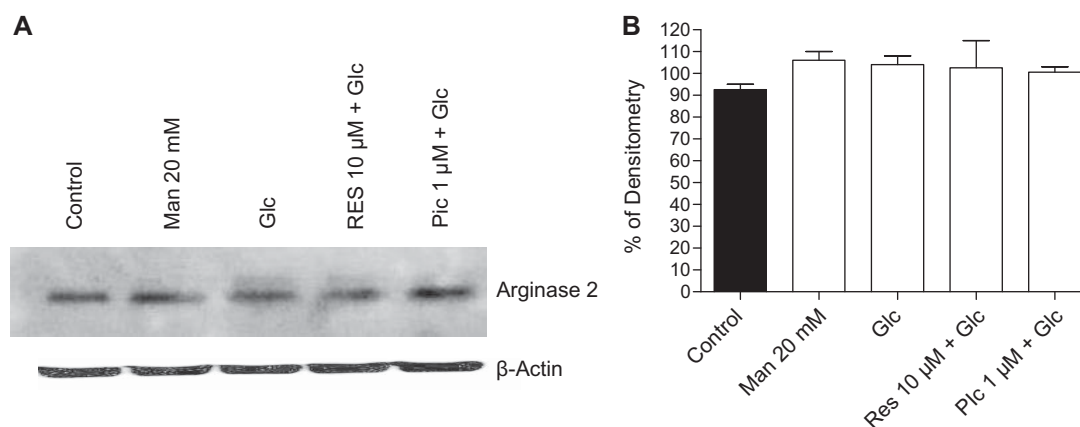 A
Control
Man 20 mM
Glc
RES 10 µM + Glc
Pic 1 µM + Glc
Arginase 2
β-Actin
B
% of Densitometry
120
110
100
90
80
70
60
50
40
30
20
10
0
Control
Man 20 mM
Glc
Res 10 µM + Glc
PIc 1 µM + Glc